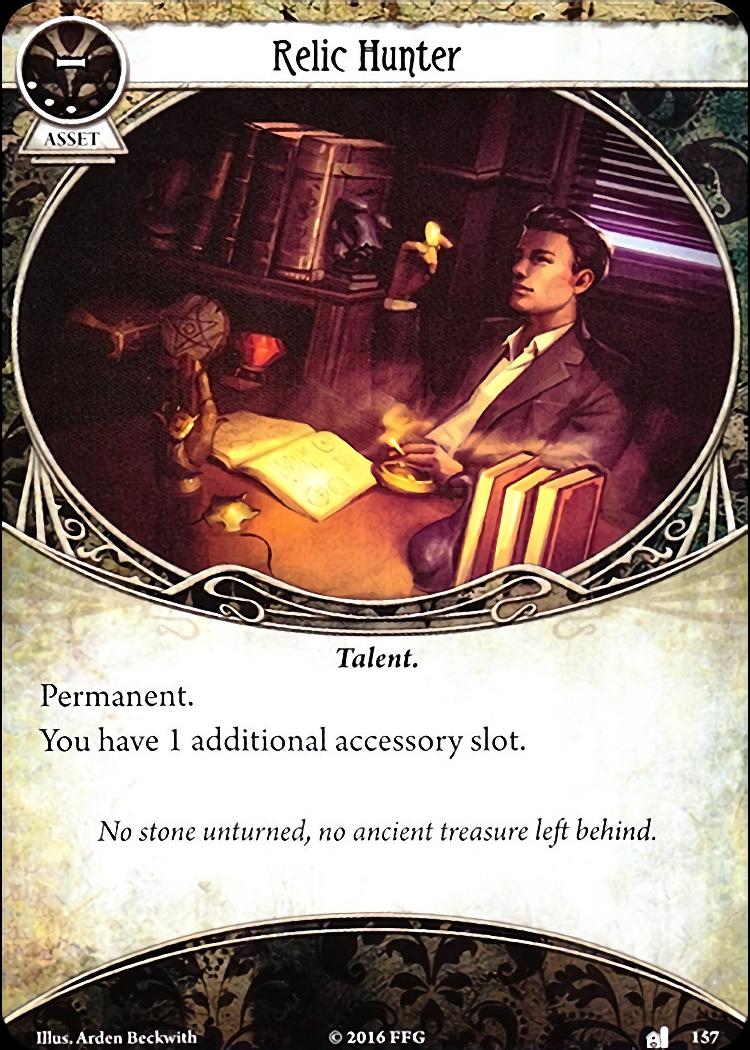 Relic Hunter
ASSET
Talent.
Permanent.
You have 1 additional accessory slot.
No stone unturned, no ancient treasure left behind.
Illus. Arden Beckwith © 2016 FFG 157